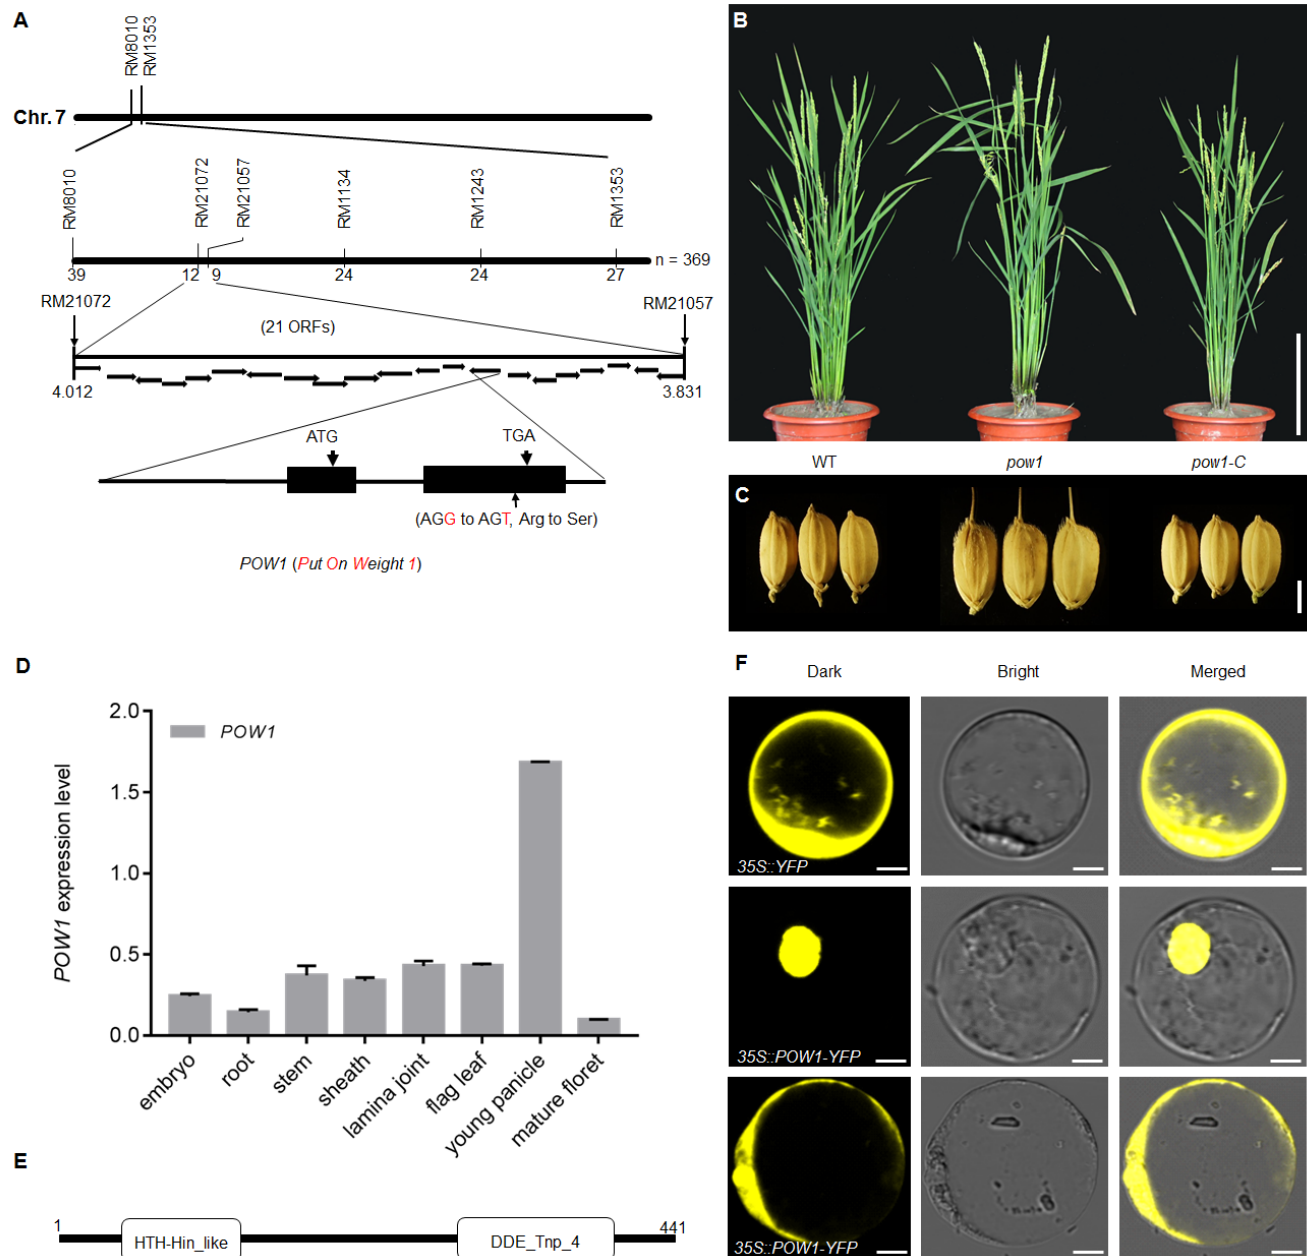 A
RM8010
RM1353
Chr. 7
RM8010
RM21072
RM21057
RM1134
RM1243
RM1353
39
12
9
24
24
27
n = 369
RM21072
RM21057
(21 ORFs)
4.012
3.831
ATG
TGA
(AGG to AGT, Arg to Ser)
POW1 (Put On Weight 1)
B
WT
pow1
pow1-C
C
D
2.0
1.5
1.0
0.5
0.0
POW1 expression level
POW1
embryo
root
stem
sheath
lamina joint
flag leaf
young panicle
mature floret
E
1
441
HTH-Hin_like
DDE_Tnp_4
F
Dark
Bright
Merged
35S::YFP
35S::POW1-YFP
35S::POW1-YFP